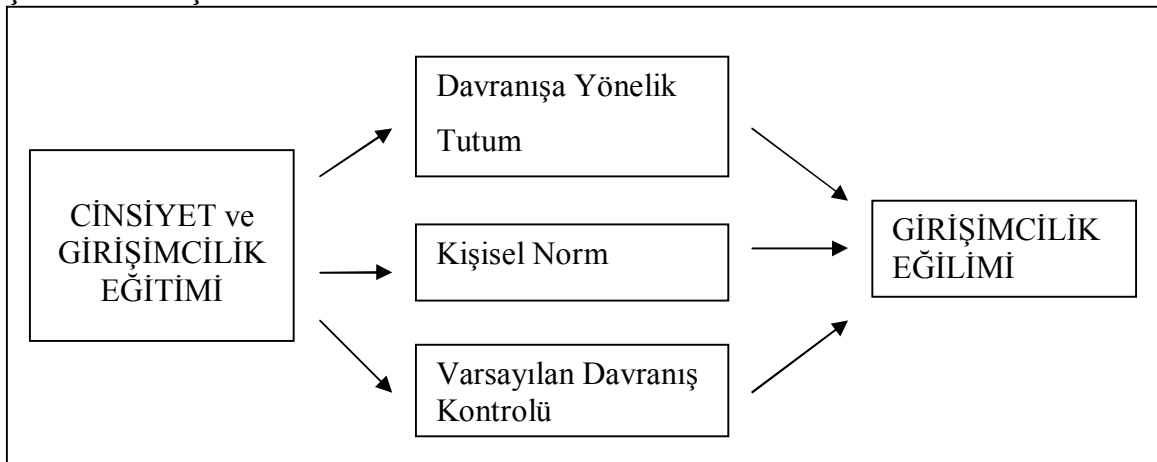 Davranışa Yönelik
Tutum
CİNSİYET ve
GİRİŞİMCİLİK
EĞİTİMİ
Kişisel Norm
GİRİŞİMCİLİK
EĞİLİMİ
Varsayılan Davranış
Kontrolü